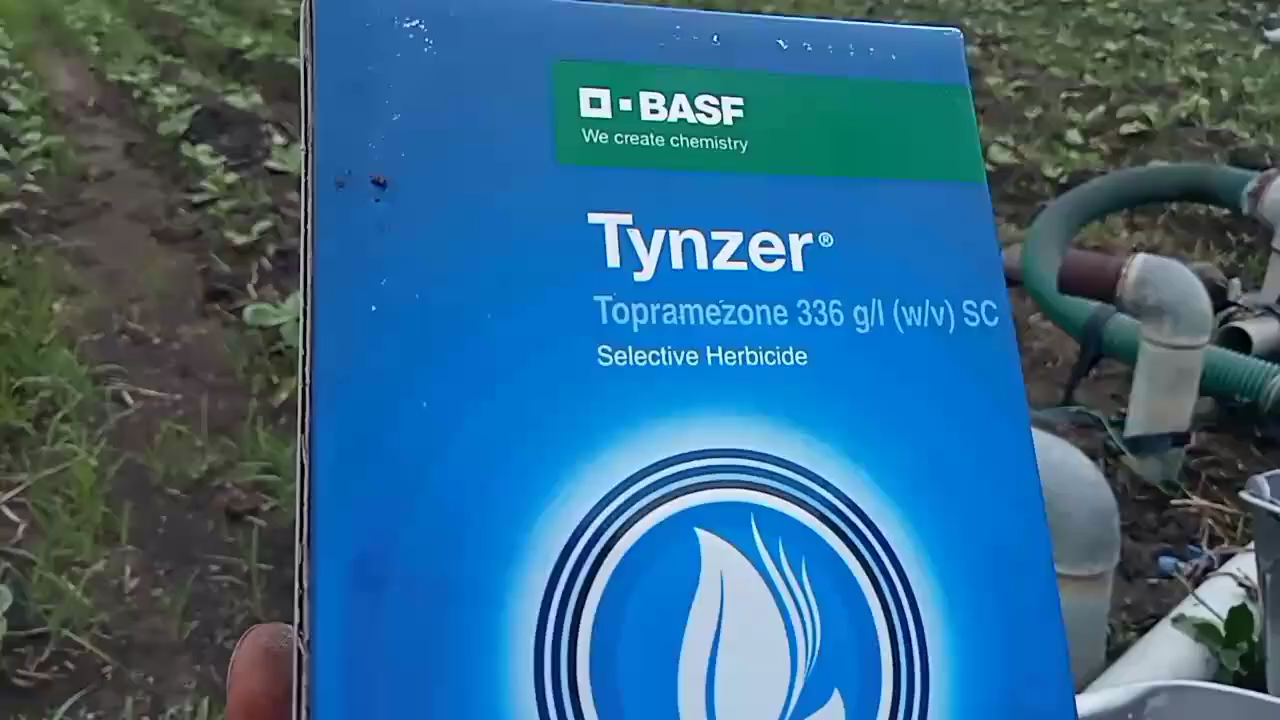 BASF
We create chemistry
Tynzer®
Topramezone 336 g/l (w/v) SC
Selective Herbicide